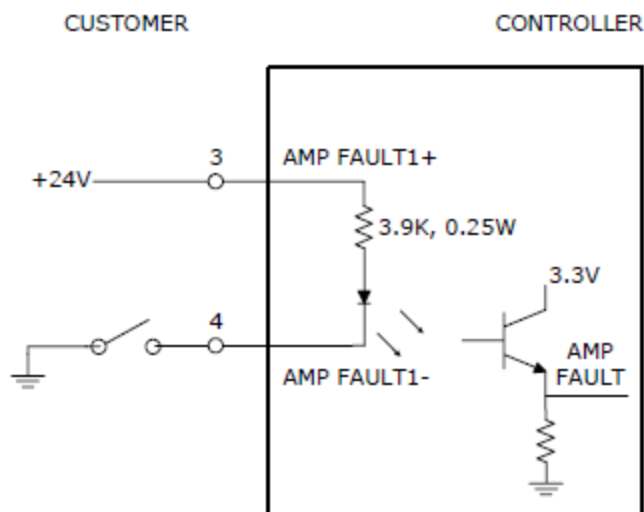 CUSTOMER
CONTROLLER
3
AMP FAULT1+
+24V
3.9K, 0.25W
3.3V
4
AMP
FAULT
AMP FAULT1-